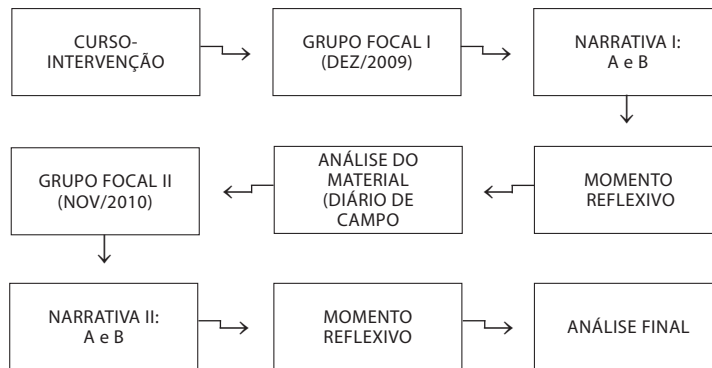 CURSO-
INTERVENÇÃO
GRUPO FOCAL I
(DEZ/2009)
NARRATIVA I:
A e B
MOMENTO
REFLEXIVO
ANÁLISE DO
MATERIAL
(DIÁRIO DE
CAMPO
GRUPO FOCAL II
(NOV/2010)
NARRATIVA II:
A e B
MOMENTO
REFLEXIVO
ANÁLISE FINAL